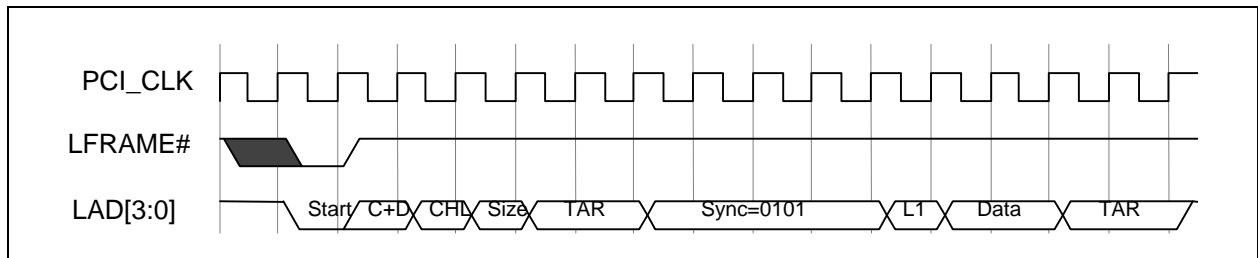 PCI_CLK
LFRAME#
LAD[3:0] Start C+D CHL Size TAR Sync=0101 L1 Data TAR